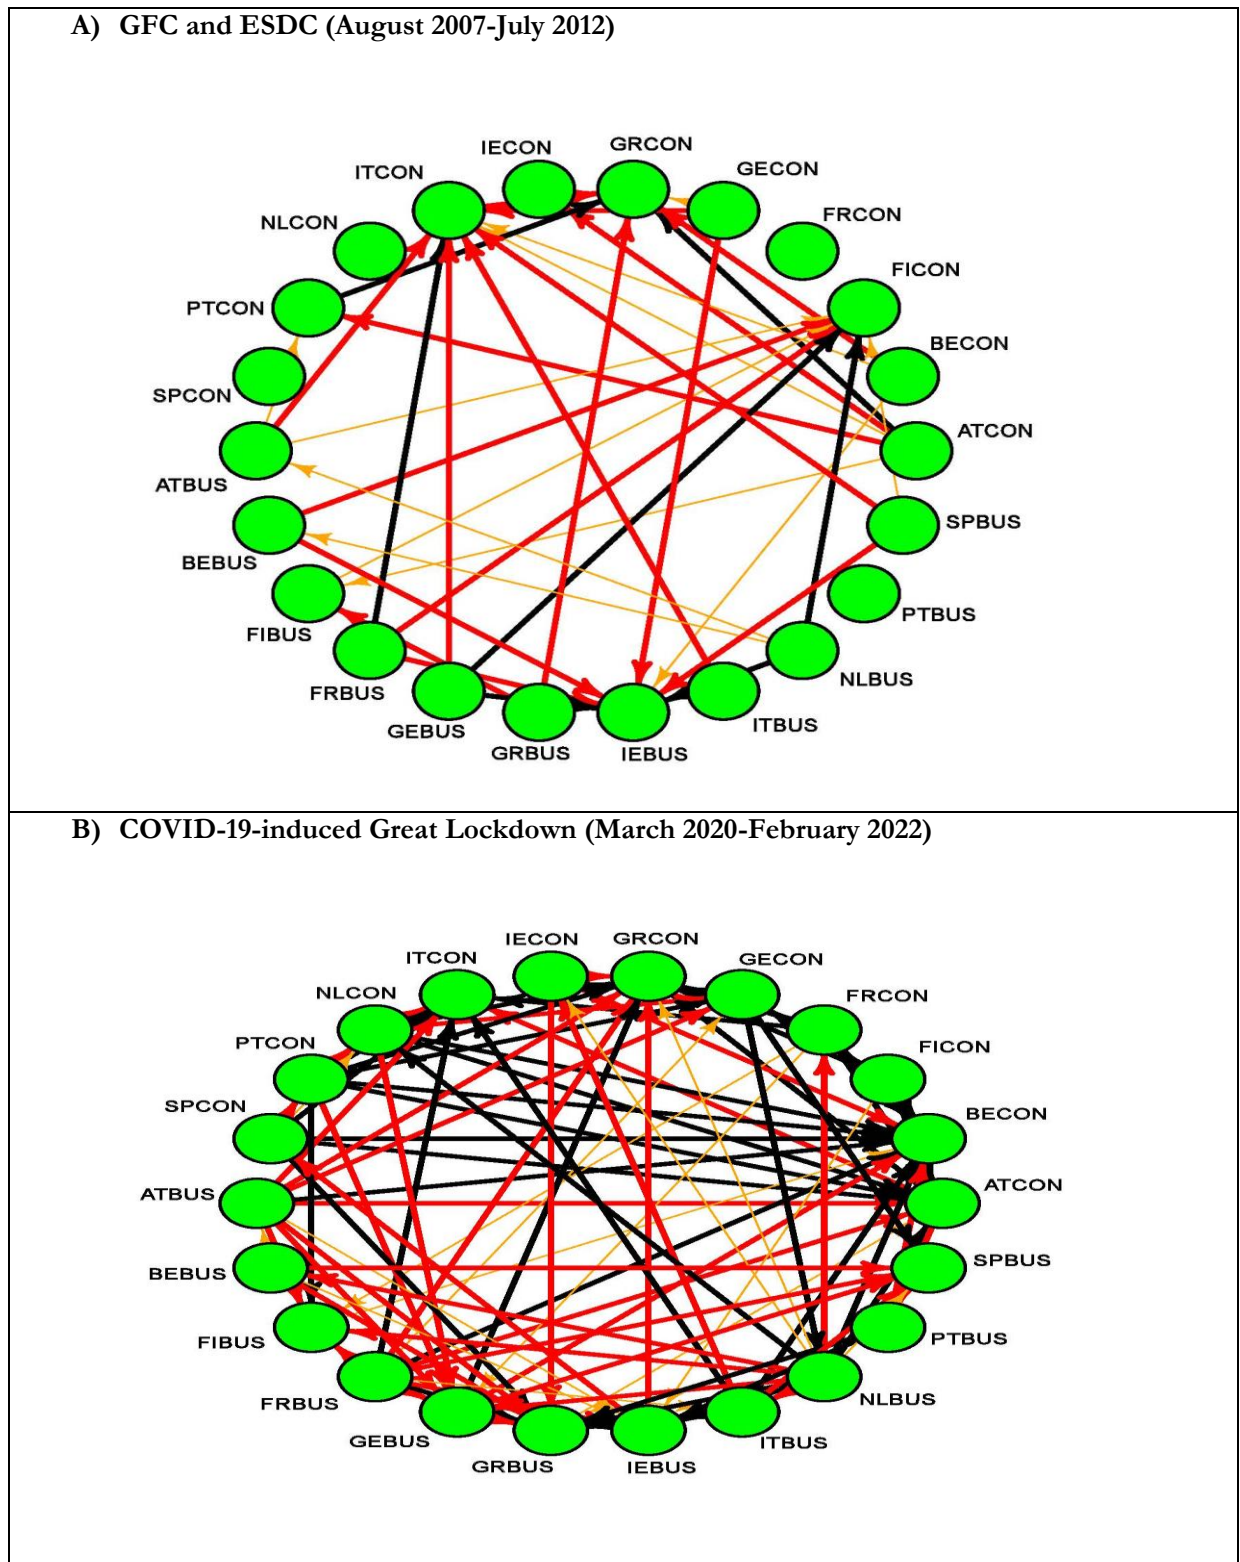 A) GFC and ESDC (August 2007-July 2012)
IECON
GRCON
ITCON
GECON
NLCON
FRCON
FICON
PTCON
BECON
SPCON
ATCON
ATBUS
SPBUS
BEBUS
PTBUS
FIBUS
NLBUS
FRBUS
ITBUS
GEBUS
GRBUS
IEBUS
B) COVID-19-induced Great Lockdown (March 2020-February 2022)
IECON
GRCON
ITCON
GECON
NLCON
FRCON
PTCON
FICON
SPCON
BECON
ATCON
ATBUS
SPBUS
BEBUS
PTBUS
FIBUS
NLBUS
FRBUS
GEBUS
ITBUS
GRBUS
IEBUS